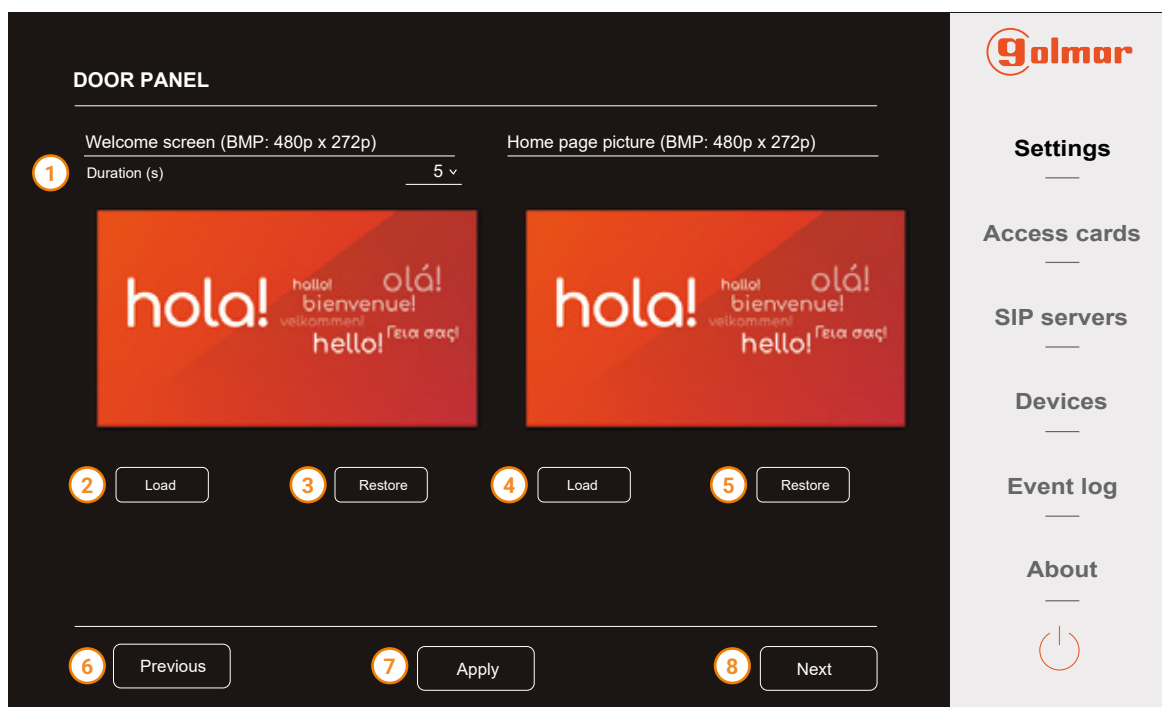 golmar
DOOR PANEL
Welcome screen (BMP: 480p x 272p)
Home page picture (BMP: 480p x 272p)
1
Duration (s)
5
hola!
hallo!
olá!
bienvenue!
velkommen!
hello!
Γεια σας!
hola!
hallo!
olá!
bienvenue!
velkommen!
hello!
Γεια σας!
2
Load
3
Restore
4
Load
5
Restore
6
Previous
7
Apply
8
Next
Settings
Access cards
SIP servers
Devices
Event log
About